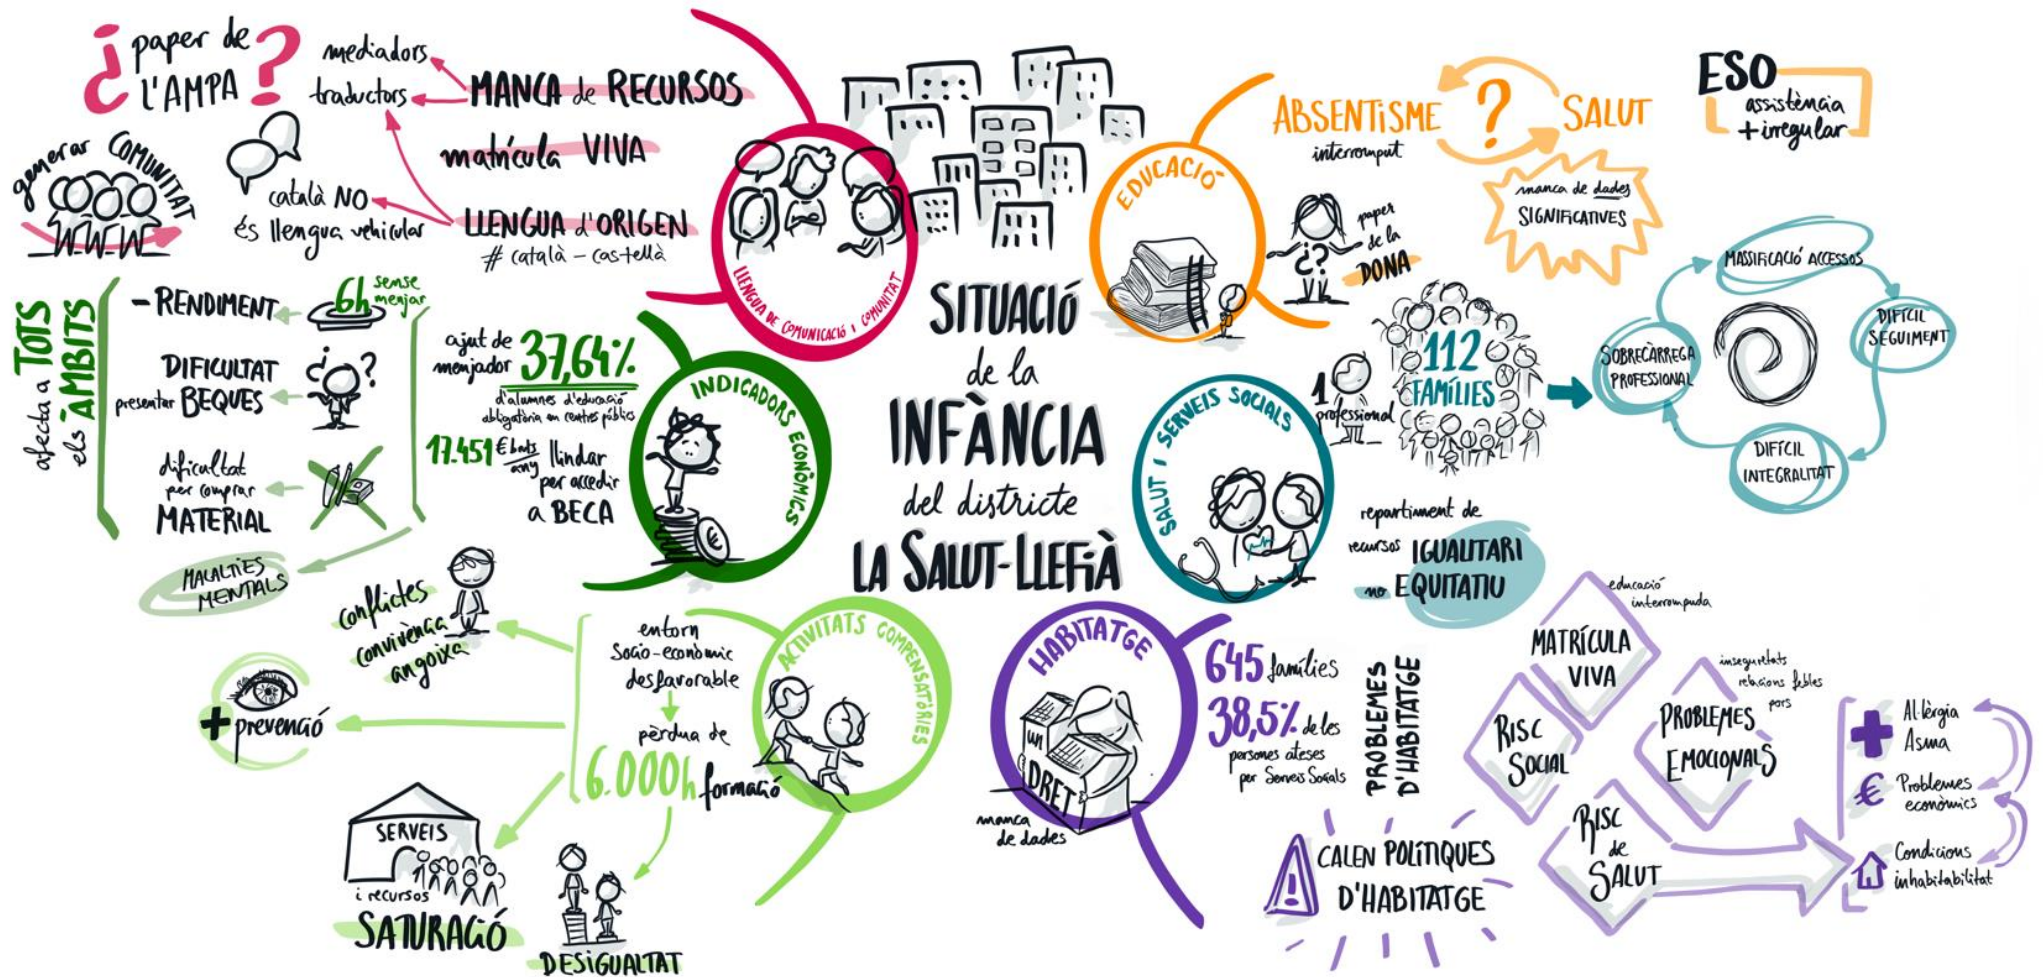 SITUACIÓ
de la
INFÀNCIA
del districte
LA SALUT-LLEFIÀ
LLENGUA DE COMUNICACIÓ I COMUNITAT
MANCA de RECURSOS
mediadors
traductors
matrícula VIVA
LLENGUA d'ORIGEN
# català - castellà
català NO
és llengua vehicular
¿paper de
L'AMPA?
generar COMUNITAT
EDUCACIÓ
ABSENTISME
interromput
?
SALUT
manca de dades
SIGNIFICATIVES
ESO
assistència
+ irregular
¿?
paper
de la
DONA
INDICADORS ECONÒMICS
€
ajut de
menjador
37,64%
d'alumnes d'educació
obligatòria en centres públics
17.451 € bruts
any
llindar
per accedir
a BECA
6h sense
menjar
- RENDIMENT
¿?
DIFICULTAT
presentar BEQUES
dificultat
per comprar
MATERIAL
afecta a TOTS
els ÀMBITS
MALALTIES
MENTALS
SALUT I SERVEIS SOCIALS
1
professional
112
FAMÍLIES
MASSIFICACIÓ ACCESSOS
DIFÍCIL
SEGUIMENT
DIFÍCIL
INTEGRALITAT
SOBRECÀRREGA
PROFESSIONAL
repartiment de
recursos IGUALITARI
no EQUITATIU
ACTIVITATS COMPENSATÒRIES
entorn
socio-econòmic
desfavorable
pèrdua de
6.000h formació
conflictes
convivència
angoixa
+ prevenció
SERVEIS
i recursos
SATURACIÓ
DESIGUALTAT
HABITATGE
un
DRET
manca
de dades
645 famílies
38,5% de les
persones ateses
per Serveis Socials
PROBLEMES
D'HABITATGE
!
CALEN POLÍTIQUES
D'HABITATGE
educació
interrompuda
MATRÍCULA
VIVA
RISC
SOCIAL
inseguretats
relacions febles
pors
PROBLEMES
EMOCIONALS
RISC
de
SALUT
Al·lèrgia
Asma
€ Problemes
econòmics
Condicions
inhabitabilitat